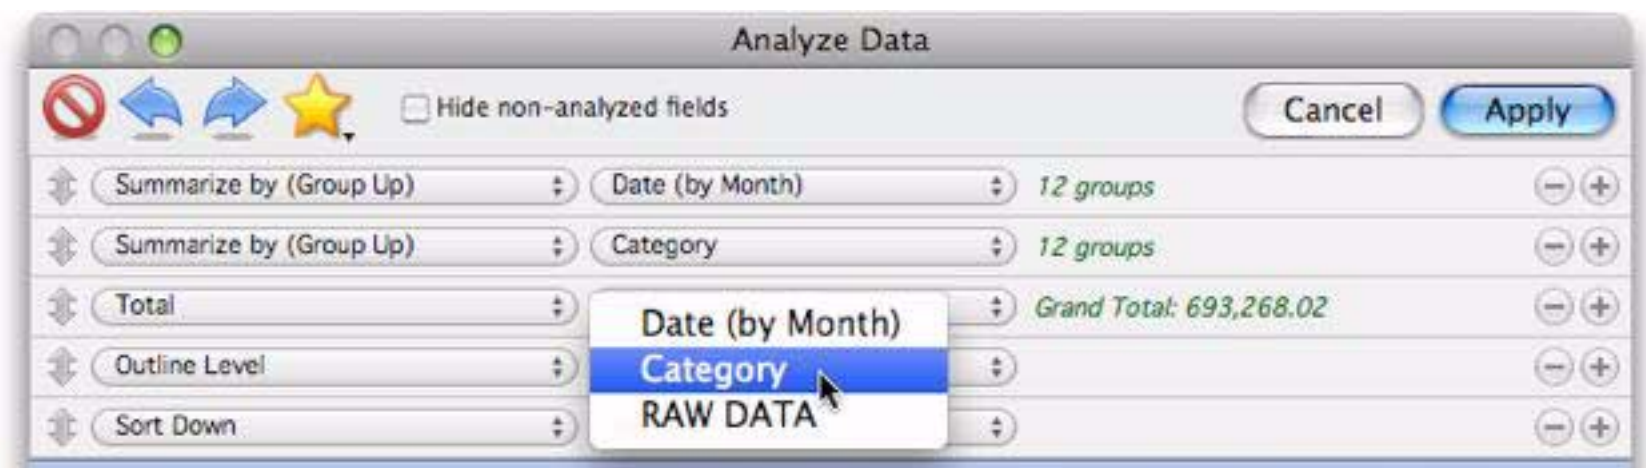 Analyze Data
Hide non-analyzed fields
Cancel
Apply
Summarize by (Group Up)
Date (by Month)
12 groups
Summarize by (Group Up)
Category
12 groups
Total
Grand Total: 693,268.02
Date (by Month)
Outline Level
Category
Sort Down
RAW DATA